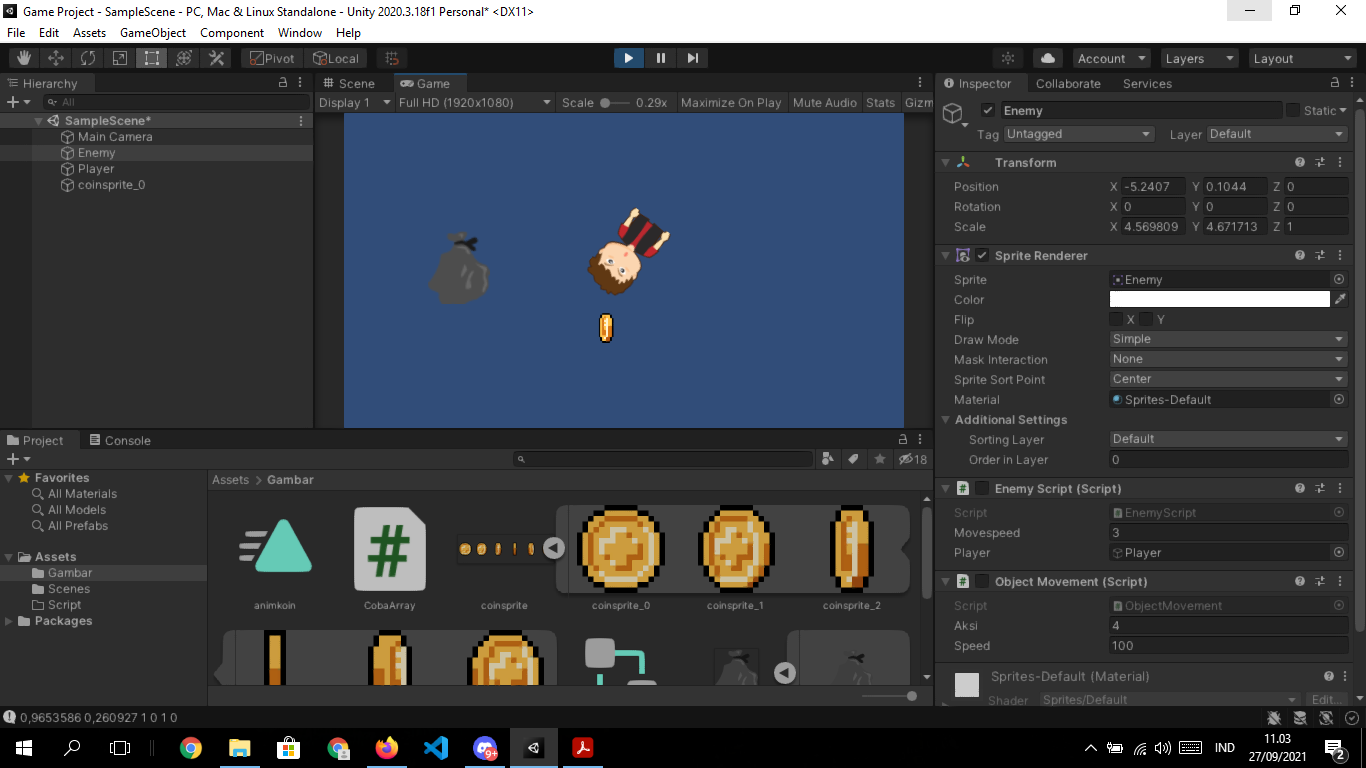 Game Project - SampleScene - PC, Mac & Linux Standalone - Unity 2020.3.18f1 Personal* <DX11>
File Edit Assets GameObject Component Window Help
Pivot Local Account Layers Layout
Hierarchy
All
SampleScene*
Main Camera
Enemy
Player
coinsprite_0
Scene Game
Display 1 Full HD (1920x1080) Scale 0.29x Maximize On Play Mute Audio Stats Gizm
Inspector Collaborate Services
Enemy Static
Tag Untagged Layer Default
Transform
Position X -5.2407 Y 0.1044 Z 0
Rotation X 0 Y 0 Z 0
Scale X 4.569809 Y 4.671713 Z 1
Sprite Renderer
Sprite Enemy
Color
Flip X Y
Draw Mode Simple
Mask Interaction None
Sprite Sort Point Center
Material Sprites-Default
Additional Settings
Sorting Layer Default
Order in Layer 0
# Enemy Script (Script)
Script EnemyScript
Movespeed 3
Player Player
# Object Movement (Script)
Script ObjectMovement
Aksi 4
Speed 100
Sprites-Default (Material)
Shader Sprites/Default Edit...
Project Console
18
Favorites
All Materials
All Models
All Prefabs
Assets
Gambar
Scenes
Script
Packages
Assets > Gambar
#
animkoin CobaArray coinsprite coinsprite_0 coinsprite_1 coinsprite_2
0,9653586 0,260927 1 0 1 0
9+
IND
11.03
27/09/2021
2